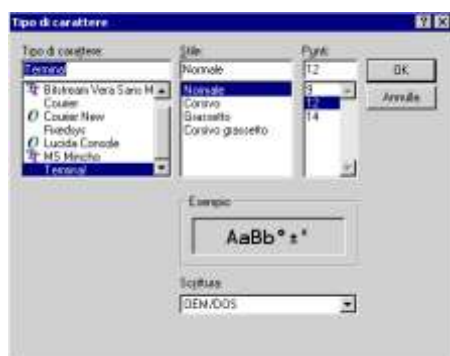 Tipo di carattere
Tipo di carattere:
Terminal
Bitstream Vera Sans M
Courier
Courier New
Fixedsys
Lucida Console
MS Mincho
Terminal
Stile:
Normale
Normale
Corsivo
Grassetto
Corsivo grassetto
Punti:
12
9
12
14
OK
Annulla
Esempio
AaBb°±'
Scrittura:
OEM/DOS